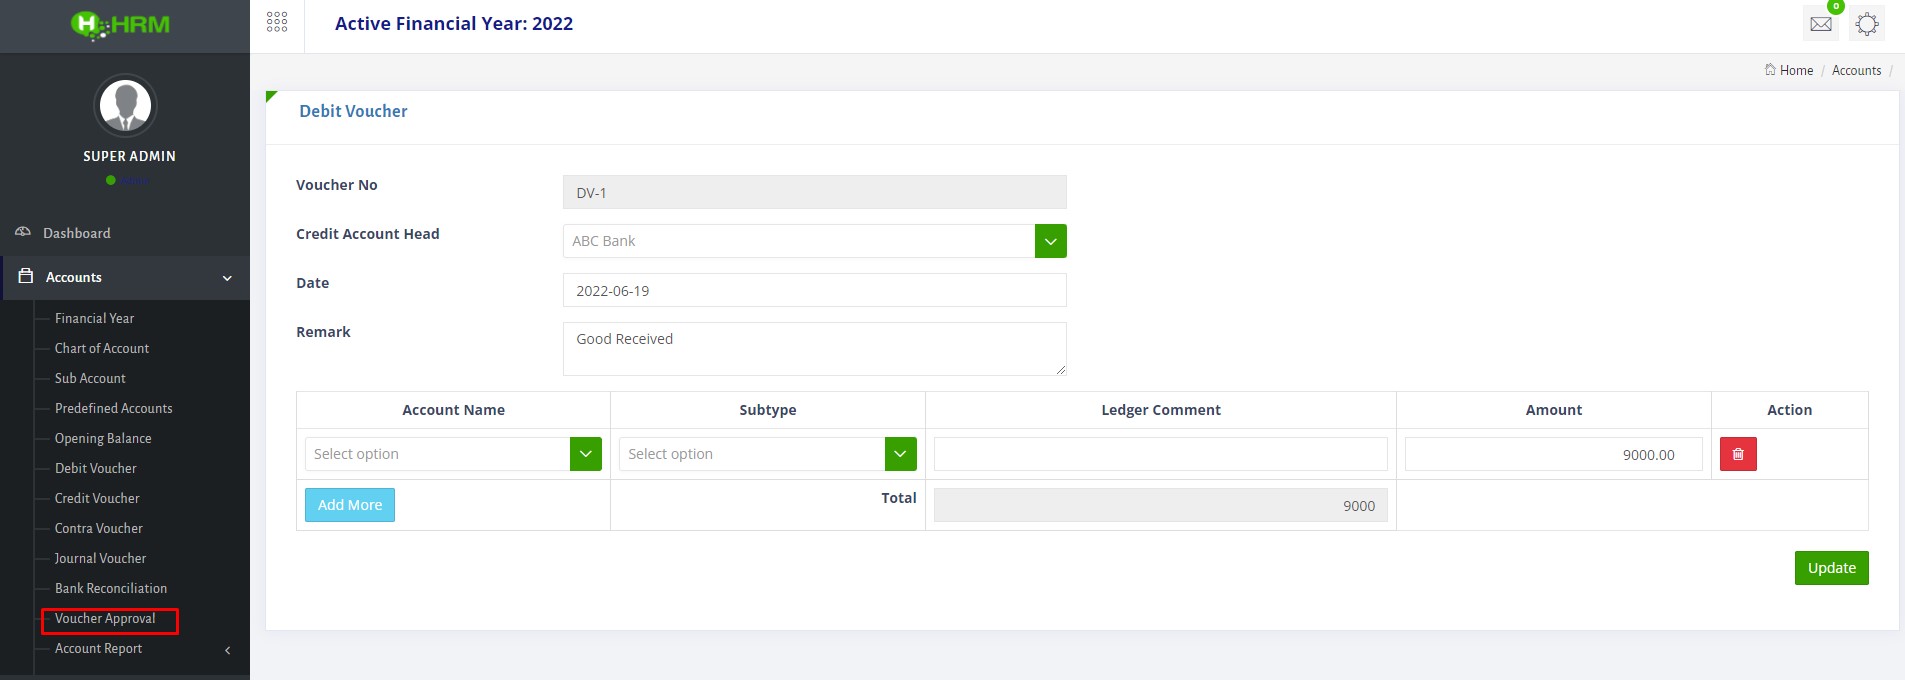 HRM
SUPER ADMIN
Dashboard
Accounts
Financial Year
Chart of Account
Sub Account
Predefined Accounts
Opening Balance
Debit Voucher
Credit Voucher
Contra Voucher
Journal Voucher
Bank Reconciliation
Voucher Approval
Account Report
Active Financial Year: 2022
0
Home / Accounts /
Debit Voucher
Voucher No DV-1
Credit Account Head ABC Bank
Date 2022-06-19
Remark Good Received
Account Name Subtype Ledger Comment Amount Action
Select option Select option 9000.00
Add More Total 9000
Update